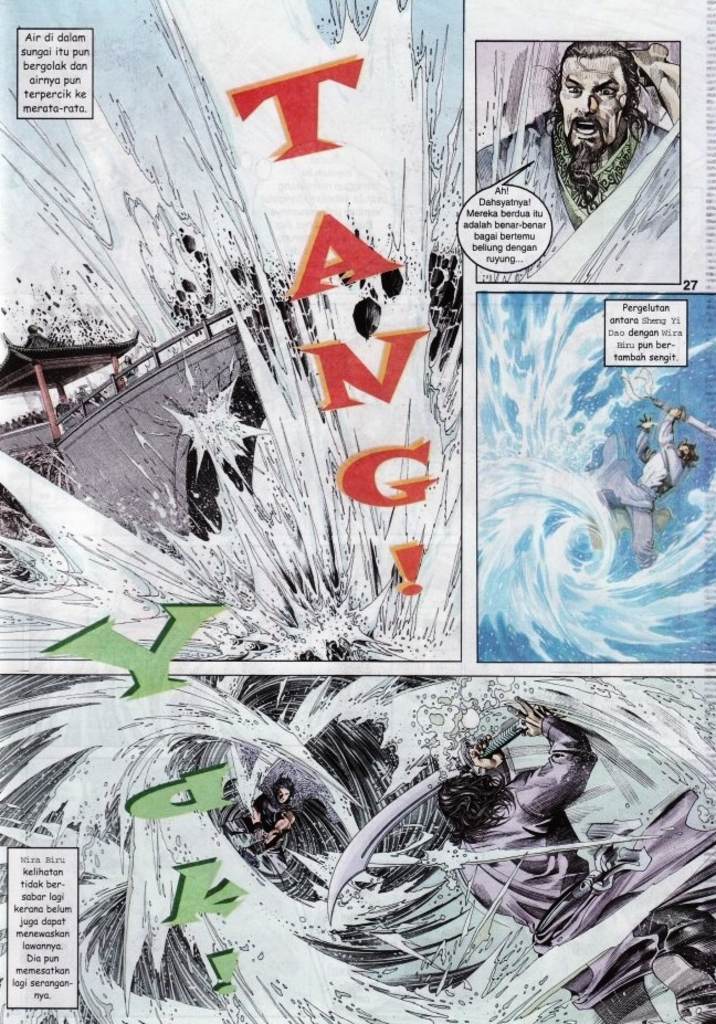 Air di dalam
sungai itu pun
bergolak dan
airnya pun
terpercik ke
merata-rata.
TANG!
Ah!
Dahsyatnya!
Mereka berdua itu
adalah benar-benar
bagai bertemu
beliung dengan
ruyung...
27
Pergelutan
antara Sheng Yi
Dao dengan Wira
Biru pun ber-
tambah sengit.
YAK!
Wira Biru
kelihatan
tidak ber-
sabar lagi
kerana belum
juga dapat
menewaskan
lawannya.
Dia pun
memesatkan
lagi serangan-
nya.